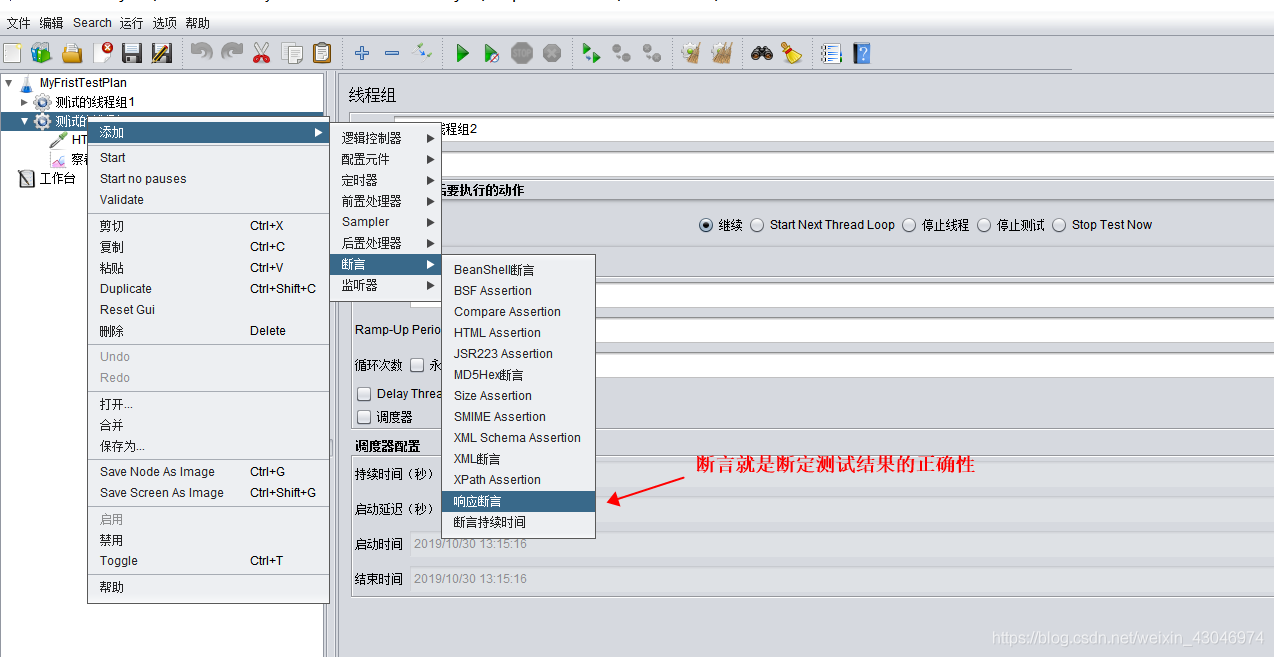 文件 编辑 Search 运行 选项 帮助
MyFristTestPlan
测试的线程组1
测试的
HT
察看
工作台
添加
Start
Start no pauses
Validate
剪切 Ctrl+X
复制 Ctrl+C
粘贴 Ctrl+V
Duplicate Ctrl+Shift+C
Reset Gui
删除 Delete
Undo
Redo
打开...
合并
保存为...
Save Node As Image Ctrl+G
Save Screen As Image Ctrl+Shift+G
启用
禁用
Toggle Ctrl+T
帮助
逻辑控制器
配置元件
定时器
前置处理器
Sampler
后置处理器
断言
监听器
BeanShell断言
BSF Assertion
Compare Assertion
HTML Assertion
JSR223 Assertion
MD5Hex断言
Size Assertion
SMIME Assertion
XML Schema Assertion
XML断言
XPath Assertion
响应断言
断言持续时间
线程组
程组2
后要执行的动作
继续 Start Next Thread Loop 停止线程 停止测试 Stop Test Now
Ramp-Up Perio
循环次数 永
Delay Threa
调度器
调度器配置
持续时间（秒）
启动延迟（秒）
启动时间 2019/10/30 13:15:16
结束时间 2019/10/30 13:15:16
断言就是断定测试结果的正确性
STOP
https://blog.csdn.net/weixin_43046974